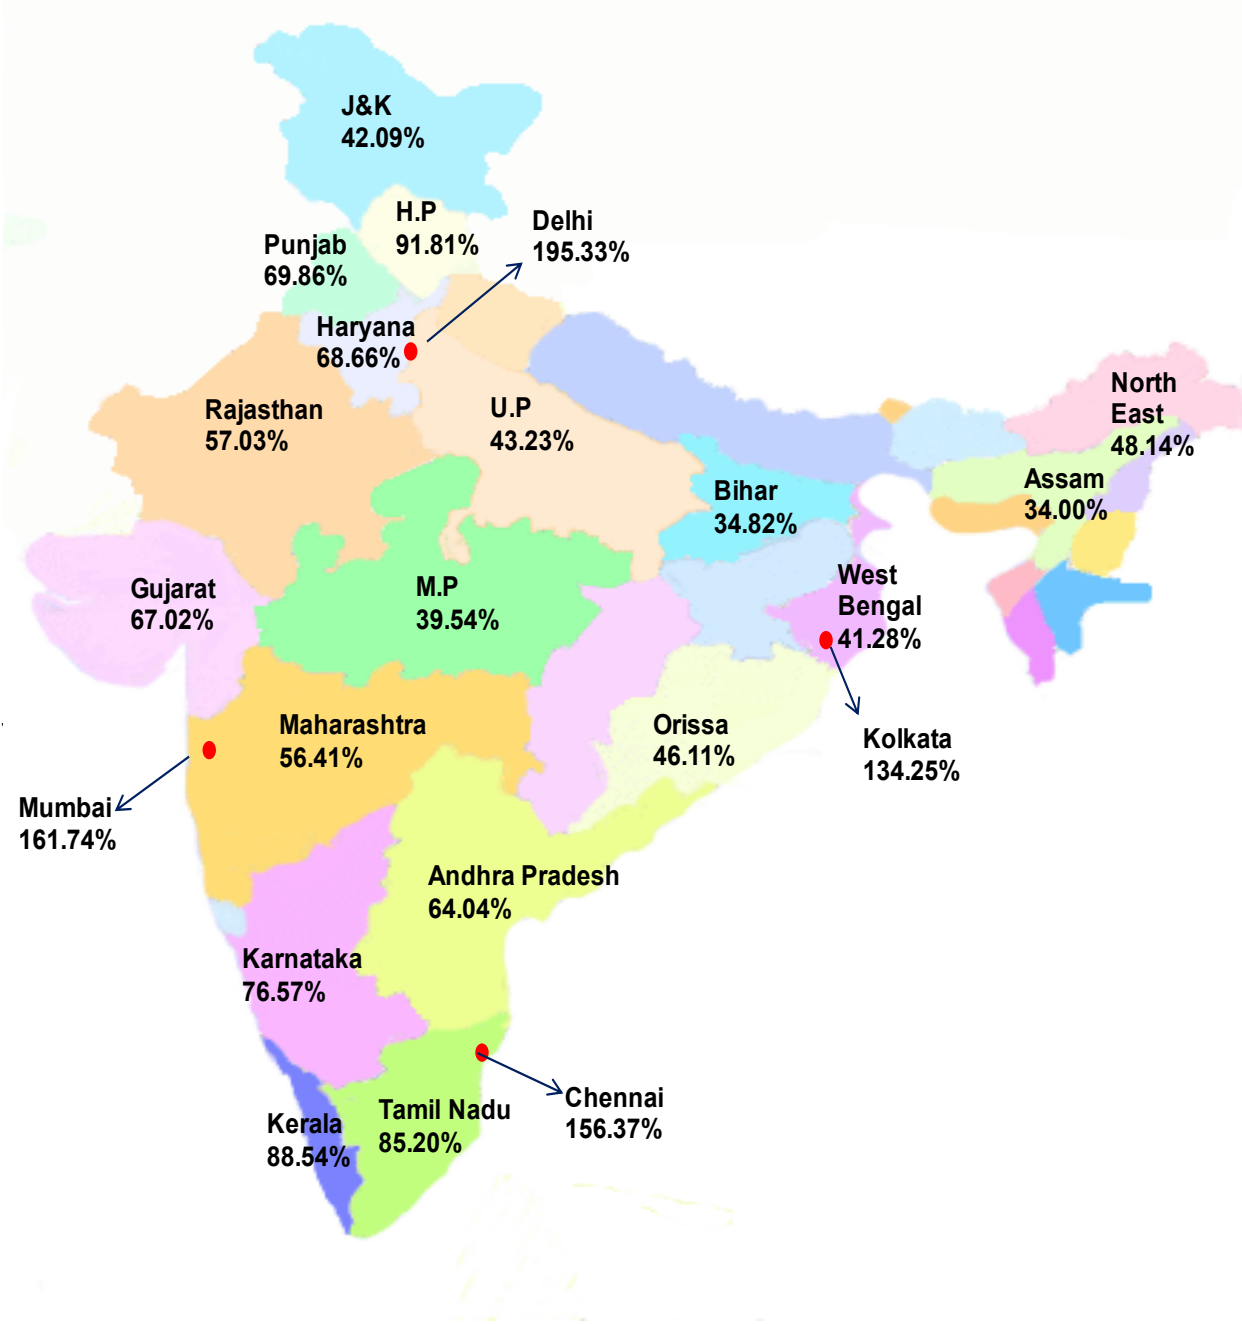 J&K
42.09%
H.P
91.81%
Delhi
195.33%
Punjab
69.86%
Haryana
68.66%
Rajasthan
57.03%
U.P
43.23%
North
East
48.14%
Assam
34.00%
Bihar
34.82%
Gujarat
67.02%
M.P
39.54%
West
Bengal
41.28%
Maharashtra
56.41%
Orissa
46.11%
Kolkata
134.25%
Mumbai
161.74%
Andhra Pradesh
64.04%
Karnataka
76.57%
Chennai
156.37%
Kerala
88.54%
Tamil Nadu
85.20%